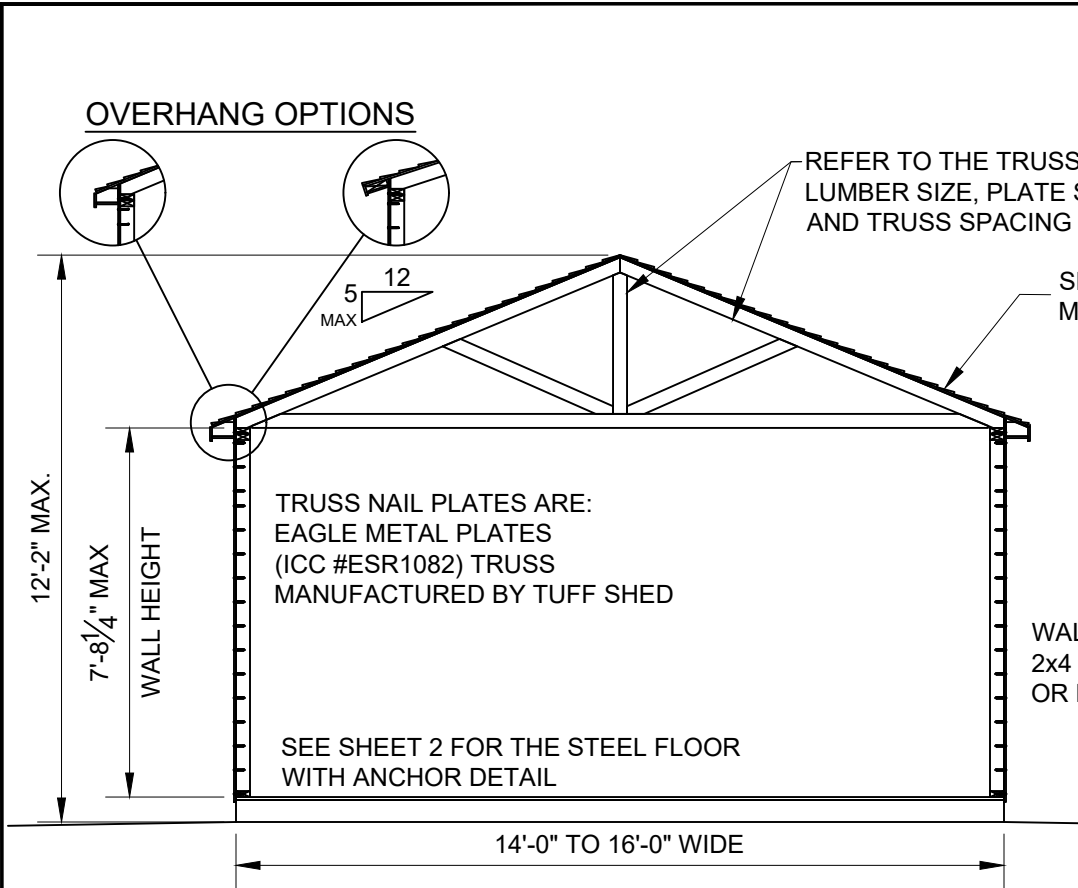 OVERHANG OPTIONS
REFER TO THE TRUSS
LUMBER SIZE, PLATE
AND TRUSS SPACING
12
5
MAX
12'-2" MAX.
7'-8 1/4" MAX
WALL HEIGHT
TRUSS NAIL PLATES ARE:
EAGLE METAL PLATES
(ICC #ESR1082) TRUSS
MANUFACTURED BY TUFF SHED
2x4
OR
SEE SHEET 2 FOR THE STEEL FLOOR
WITH ANCHOR DETAIL
14'-0" TO 16'-0" WIDE